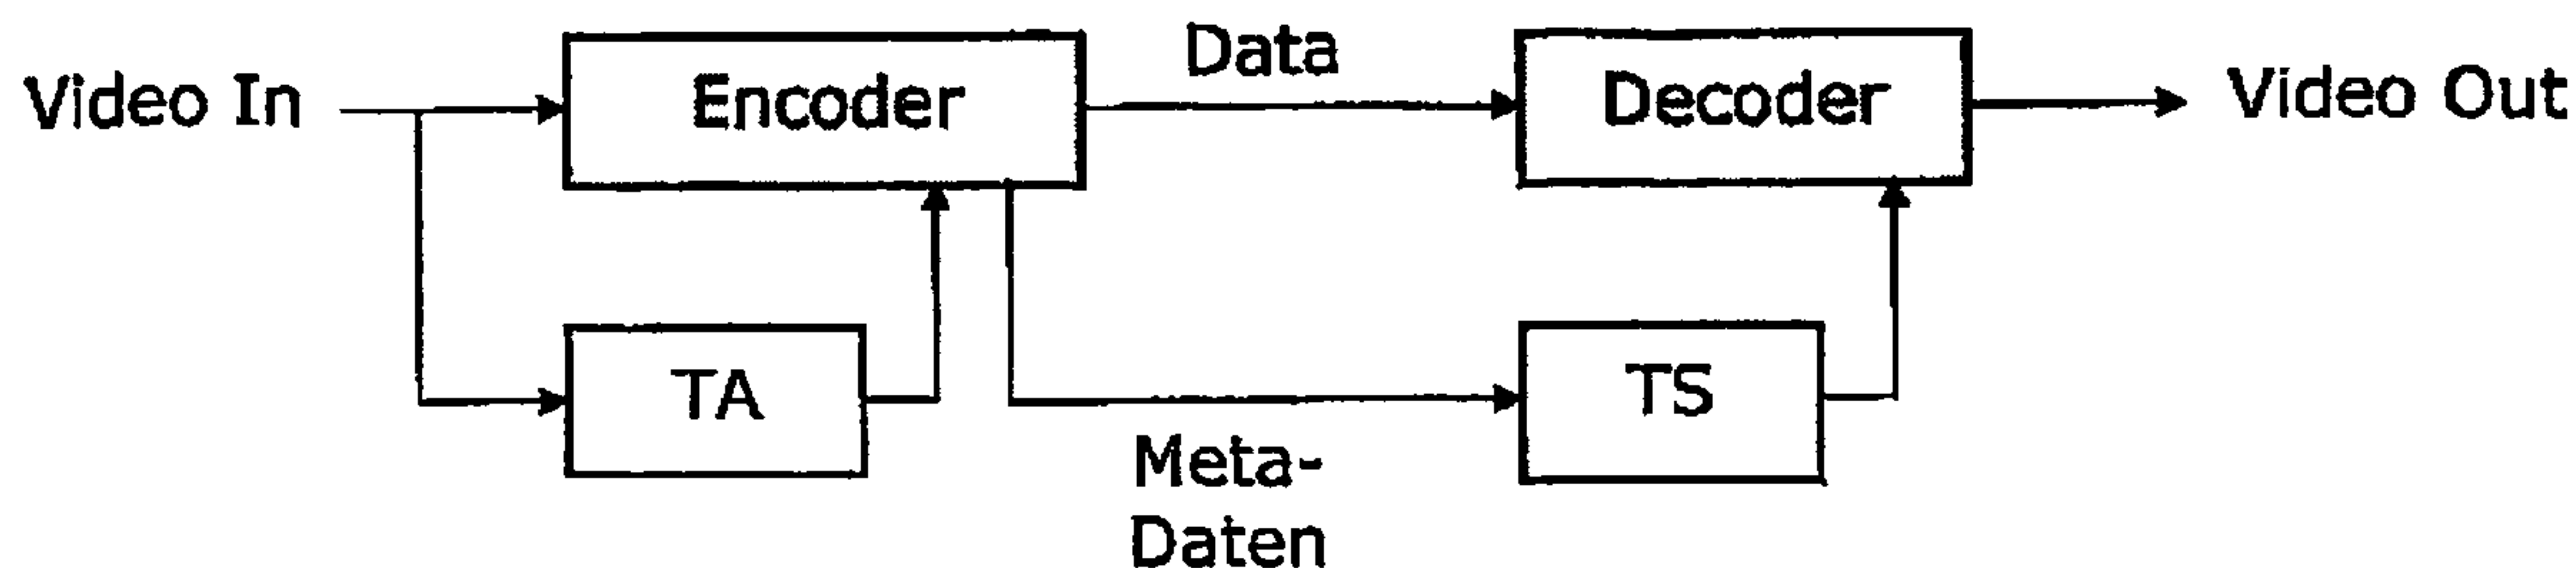 Video In
Encoder
Data
Decoder
Video Out
TA
Meta-
Daten
TS